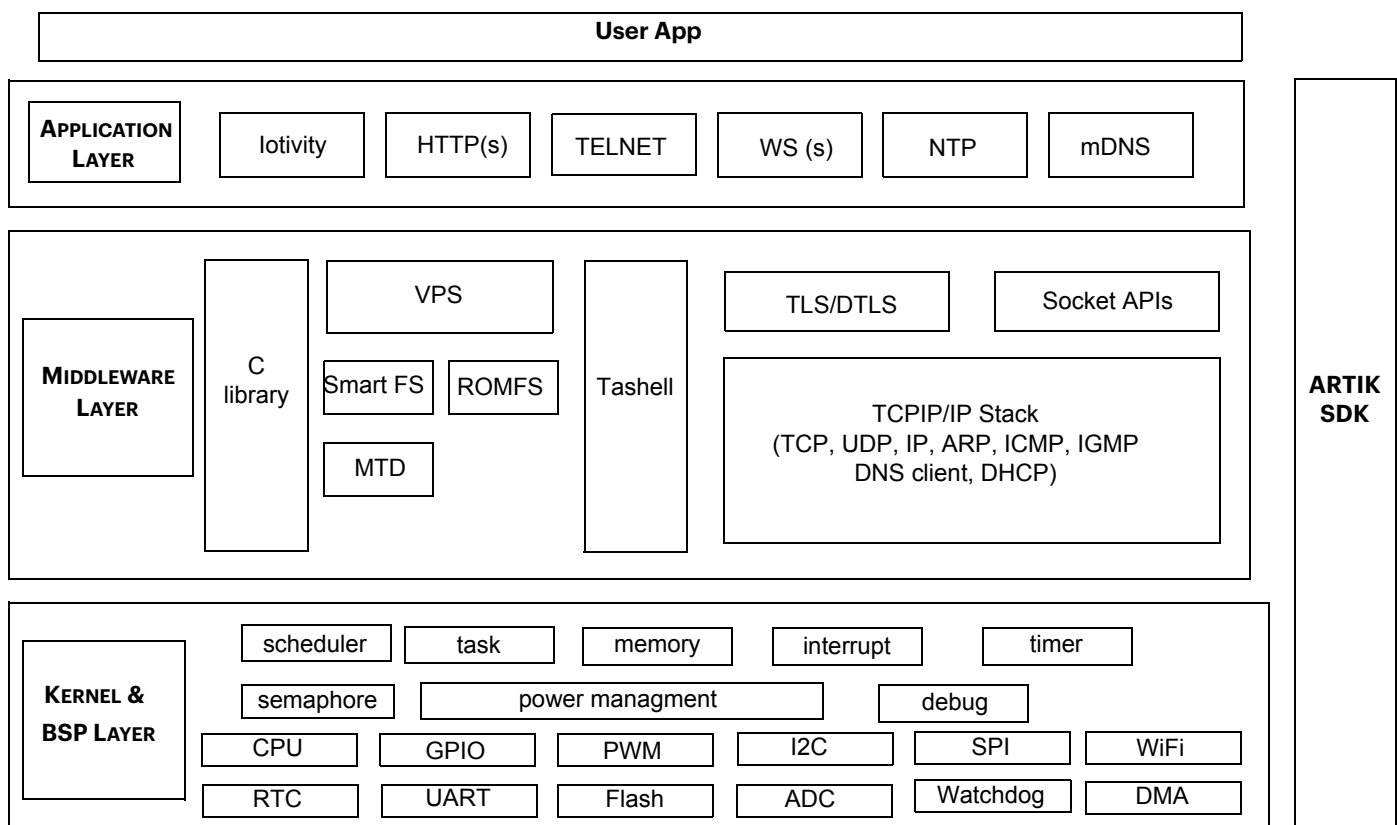 User App
APPLICATION
LAYER
Iotivity
HTTP(s)
TELNET
WS (s)
NTP
mDNS
MIDDLEWARE
LAYER
C
library
VPS
Smart FS
ROMFS
MTD
Tashell
TLS/DTLS
Socket APIs
TCPIP/IP Stack
(TCP, UDP, IP, ARP, ICMP, IGMP
DNS client, DHCP)
KERNEL &
BSP LAYER
scheduler
task
memory
interrupt
timer
semaphore
power managment
debug
CPU
GPIO
PWM
I2C
SPI
WiFi
RTC
UART
Flash
ADC
Watchdog
DMA
ARTIK
SDK